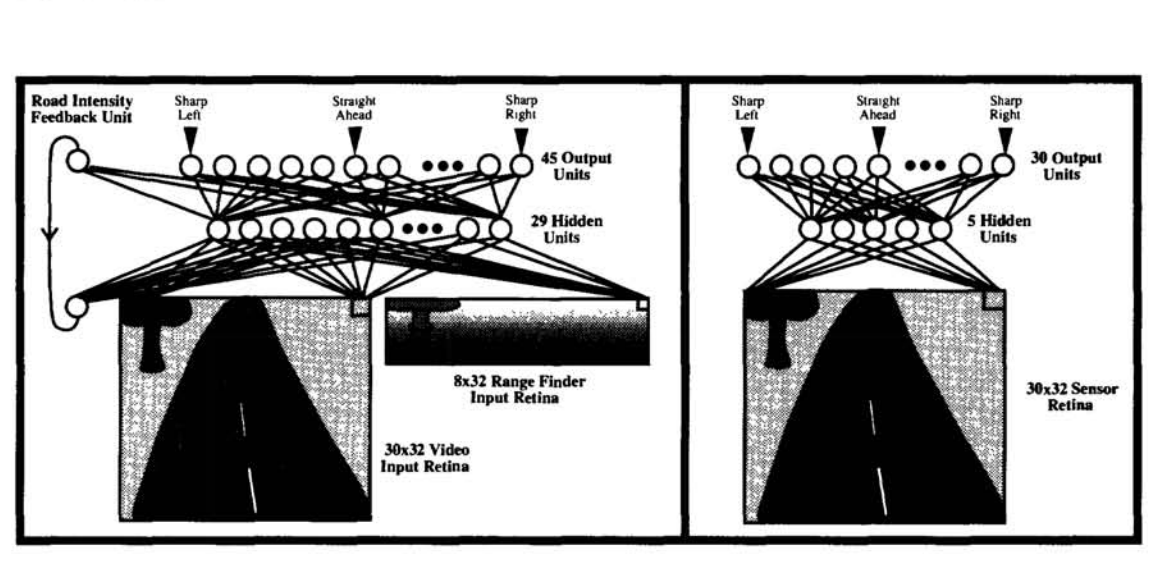 Road Intensity
Feedback Unit
Sharp
Left
Straight
Ahead
Sharp
Right
45 Output
Units
29 Hidden
Units
8x32 Range Finder
Input Retina
30x32 Video
Input Retina
Sharp
Left
Straight
Ahead
Sharp
Right
30 Output
Units
5 Hidden
Units
30x32 Sensor
Retina